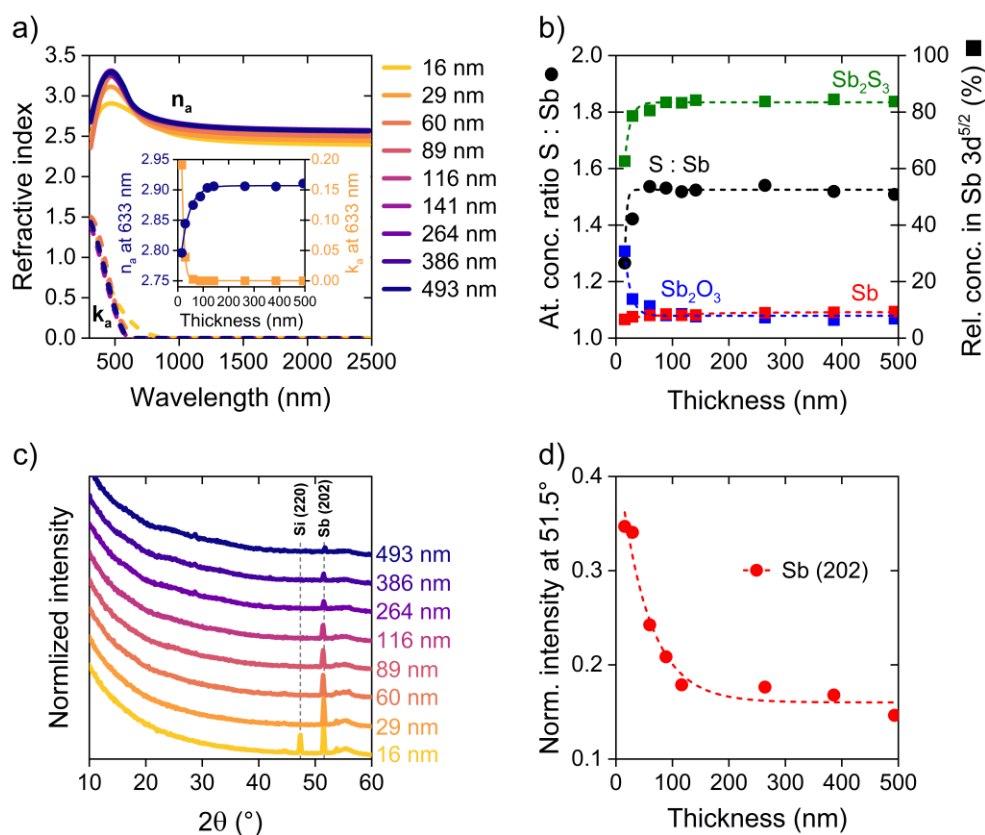 a)
Refractive index
3.5
3.0
2.5
2.0
1.5
1.0
0.5
0.0
nₐ
kₐ
500 1000 1500 2000 2500
Wavelength (nm)
nₐ at 633 nm
2.95
2.90
2.85
2.80
2.75
kₐ at 633 nm
0.20
0.15
0.10
0.05
0.00
0 100 200 300 400 500
Thickness (nm)
16 nm
29 nm
60 nm
89 nm
116 nm
141 nm
264 nm
386 nm
493 nm
b)
At. conc. ratio S : Sb
2.0
1.8
1.6
1.4
1.2
1.0
Sb₂S₃
S : Sb
Sb₂O₃
Sb
Rel. conc. in Sb 3d⁵ᐟ² (%)
100
80
60
40
20
0
0 100 200 300 400 500
Thickness (nm)
c)
Normlized intensity
Si (220)
Sb (202)
493 nm
386 nm
264 nm
116 nm
89 nm
60 nm
29 nm
16 nm
10 20 30 40 50 60
2θ (°)
d)
Norm. intensity at 51.5°
0.4
0.3
0.2
0.1
Sb (202)
0 100 200 300 400 500
Thickness (nm)